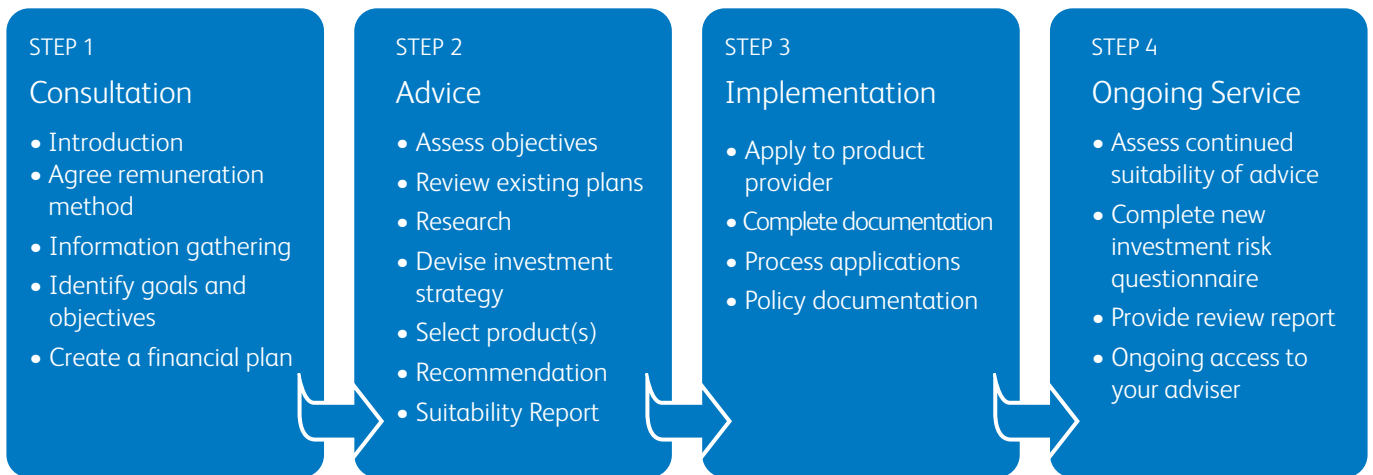 STEP 1
Consultation
• Introduction
• Agree remuneration
method
• Information gathering
• Identify goals and
objectives
• Create a financial plan
STEP 2
Advice
• Assess objectives
• Review existing plans
• Research
• Devise investment
strategy
• Select product(s)
• Recommendation
• Suitability Report
STEP 3
Implementation
• Apply to product
provider
• Complete documentation
• Process applications
• Policy documentation
STEP 4
Ongoing Service
• Assess continued
suitability of advice
• Complete new
investment risk
questionnaire
• Provide review report
• Ongoing access to
your adviser